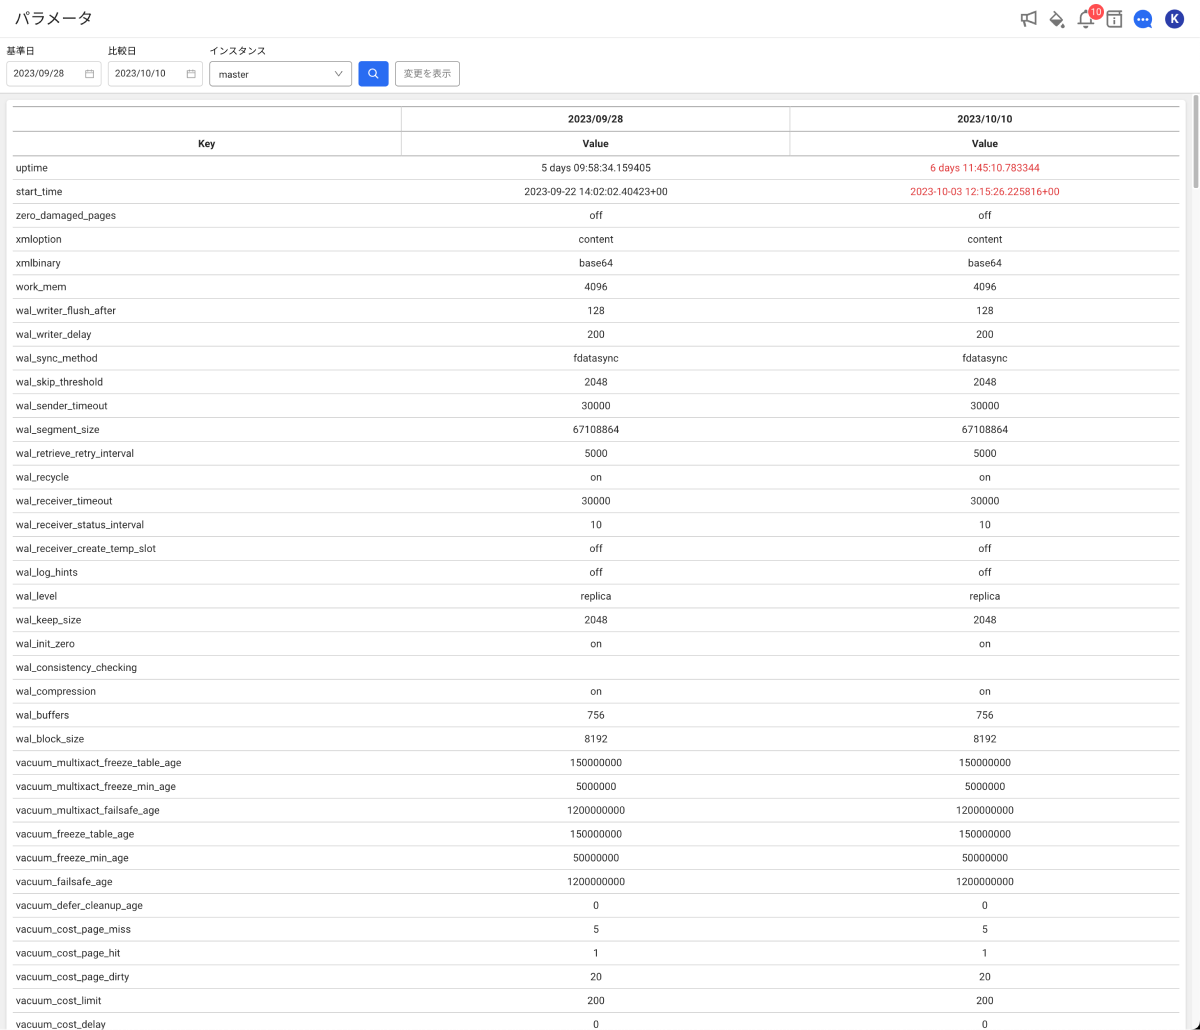 パラメータ
10
K
基準日 比較日 インスタンス
2023/09/28 2023/10/10 master 変更を表示
2023/09/28 2023/10/10
Key Value Value
uptime 5 days 09:58:34.159405 6 days 11:45:10.783344
start_time 2023-09-22 14:02:02.40423+00 2023-10-03 12:15:26.225816+00
zero_damaged_pages off off
xmloption content content
xmlbinary base64 base64
work_mem 4096 4096
wal_writer_flush_after 128 128
wal_writer_delay 200 200
wal_sync_method fdatasync fdatasync
wal_skip_threshold 2048 2048
wal_sender_timeout 30000 30000
wal_segment_size 67108864 67108864
wal_retrieve_retry_interval 5000 5000
wal_recycle on on
wal_receiver_timeout 30000 30000
wal_receiver_status_interval 10 10
wal_receiver_create_temp_slot off off
wal_log_hints off off
wal_level replica replica
wal_keep_size 2048 2048
wal_init_zero on on
wal_consistency_checking
wal_compression on on
wal_buffers 756 756
wal_block_size 8192 8192
vacuum_multixact_freeze_table_age 150000000 150000000
vacuum_multixact_freeze_min_age 5000000 5000000
vacuum_multixact_failsafe_age 1200000000 1200000000
vacuum_freeze_table_age 150000000 150000000
vacuum_freeze_min_age 50000000 50000000
vacuum_failsafe_age 1200000000 1200000000
vacuum_defer_cleanup_age 0 0
vacuum_cost_page_miss 5 5
vacuum_cost_page_hit 1 1
vacuum_cost_page_dirty 20 20
vacuum_cost_limit 200 200
vacuum_cost_delay 0 0